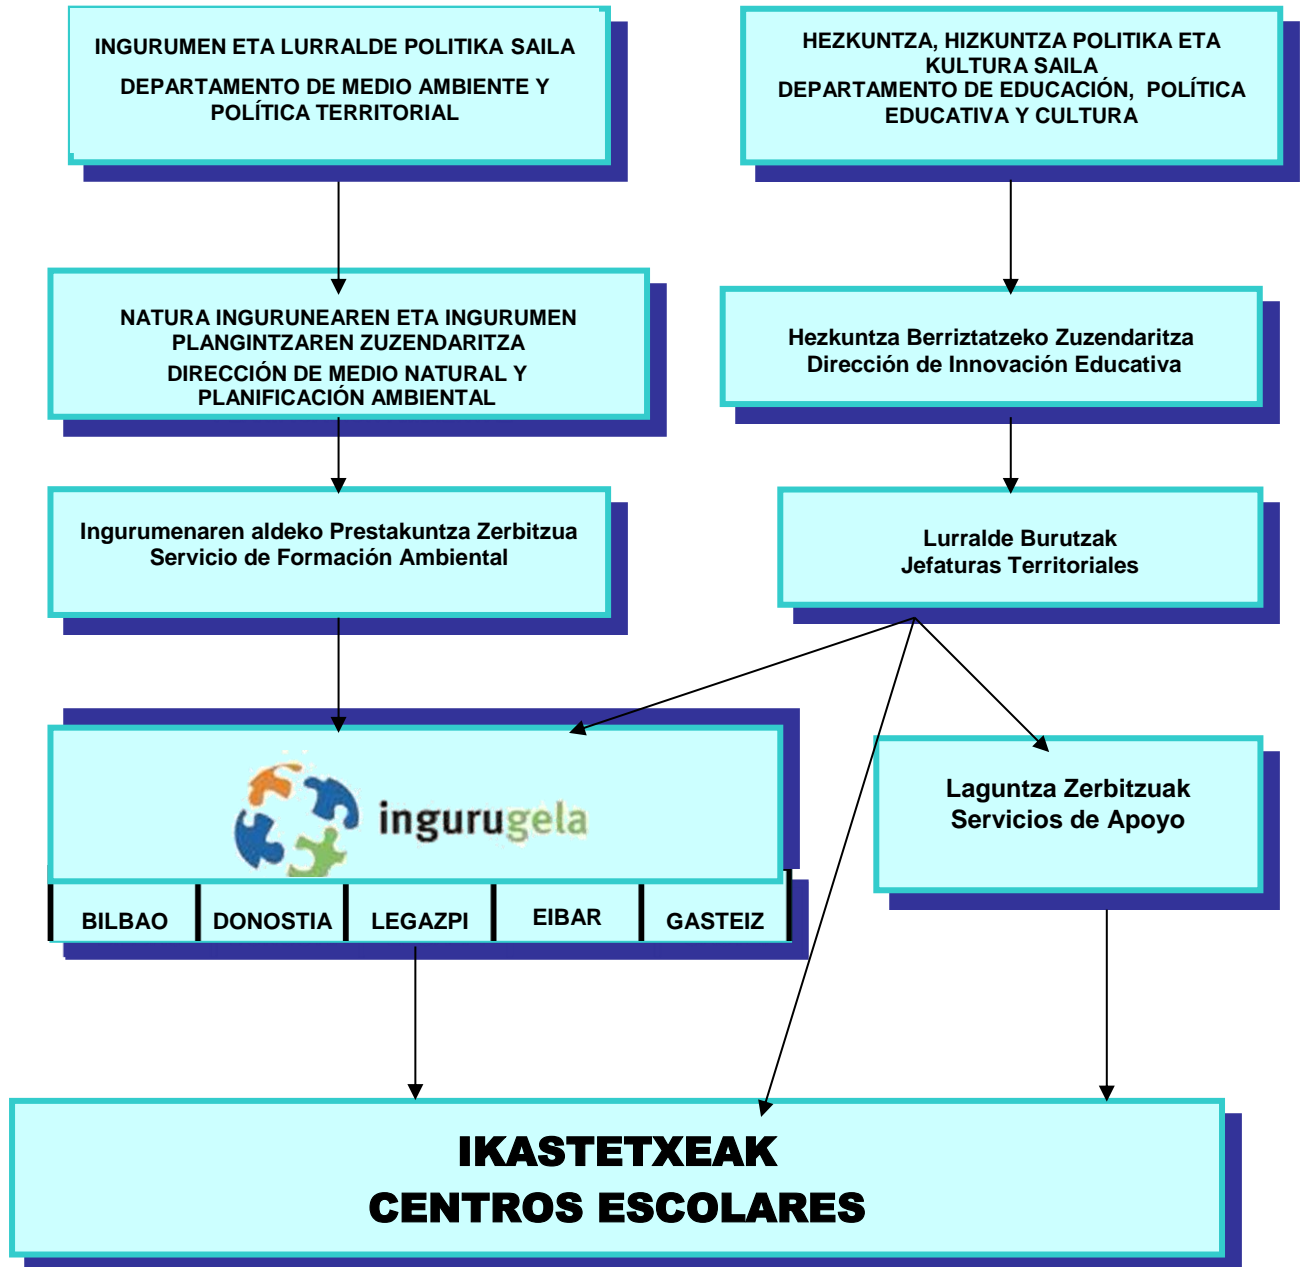 INGURUMEN ETA LURRALDE POLITIKA SAILA
DEPARTAMENTO DE MEDIO AMBIENTE Y
POLÍTICA TERRITORIAL
HEZKUNTZA, HIZKUNTZA POLITIKA ETA
KULTURA SAILA
DEPARTAMENTO DE EDUCACIÓN, POLÍTICA
EDUCATIVA Y CULTURA
NATURA INGURUNEAREN ETA INGURUMEN
PLANGINTZAREN ZUZENDARITZA
DIRECCIÓN DE MEDIO NATURAL Y
PLANIFICACIÓN AMBIENTAL
Hezkuntza Berriztatzeko Zuzendaritza
Dirección de Innovación Educativa
Ingurumenaren aldeko Prestakuntza Zerbitzua
Servicio de Formación Ambiental
Lurralde Burutzak
Jefaturas Territoriales
ingurugela
Laguntza Zerbitzuak
Servicios de Apoyo
BILBAO DONOSTIA LEGAZPI EIBAR GASTEIZ
IKASTETXEAK
CENTROS ESCOLARES